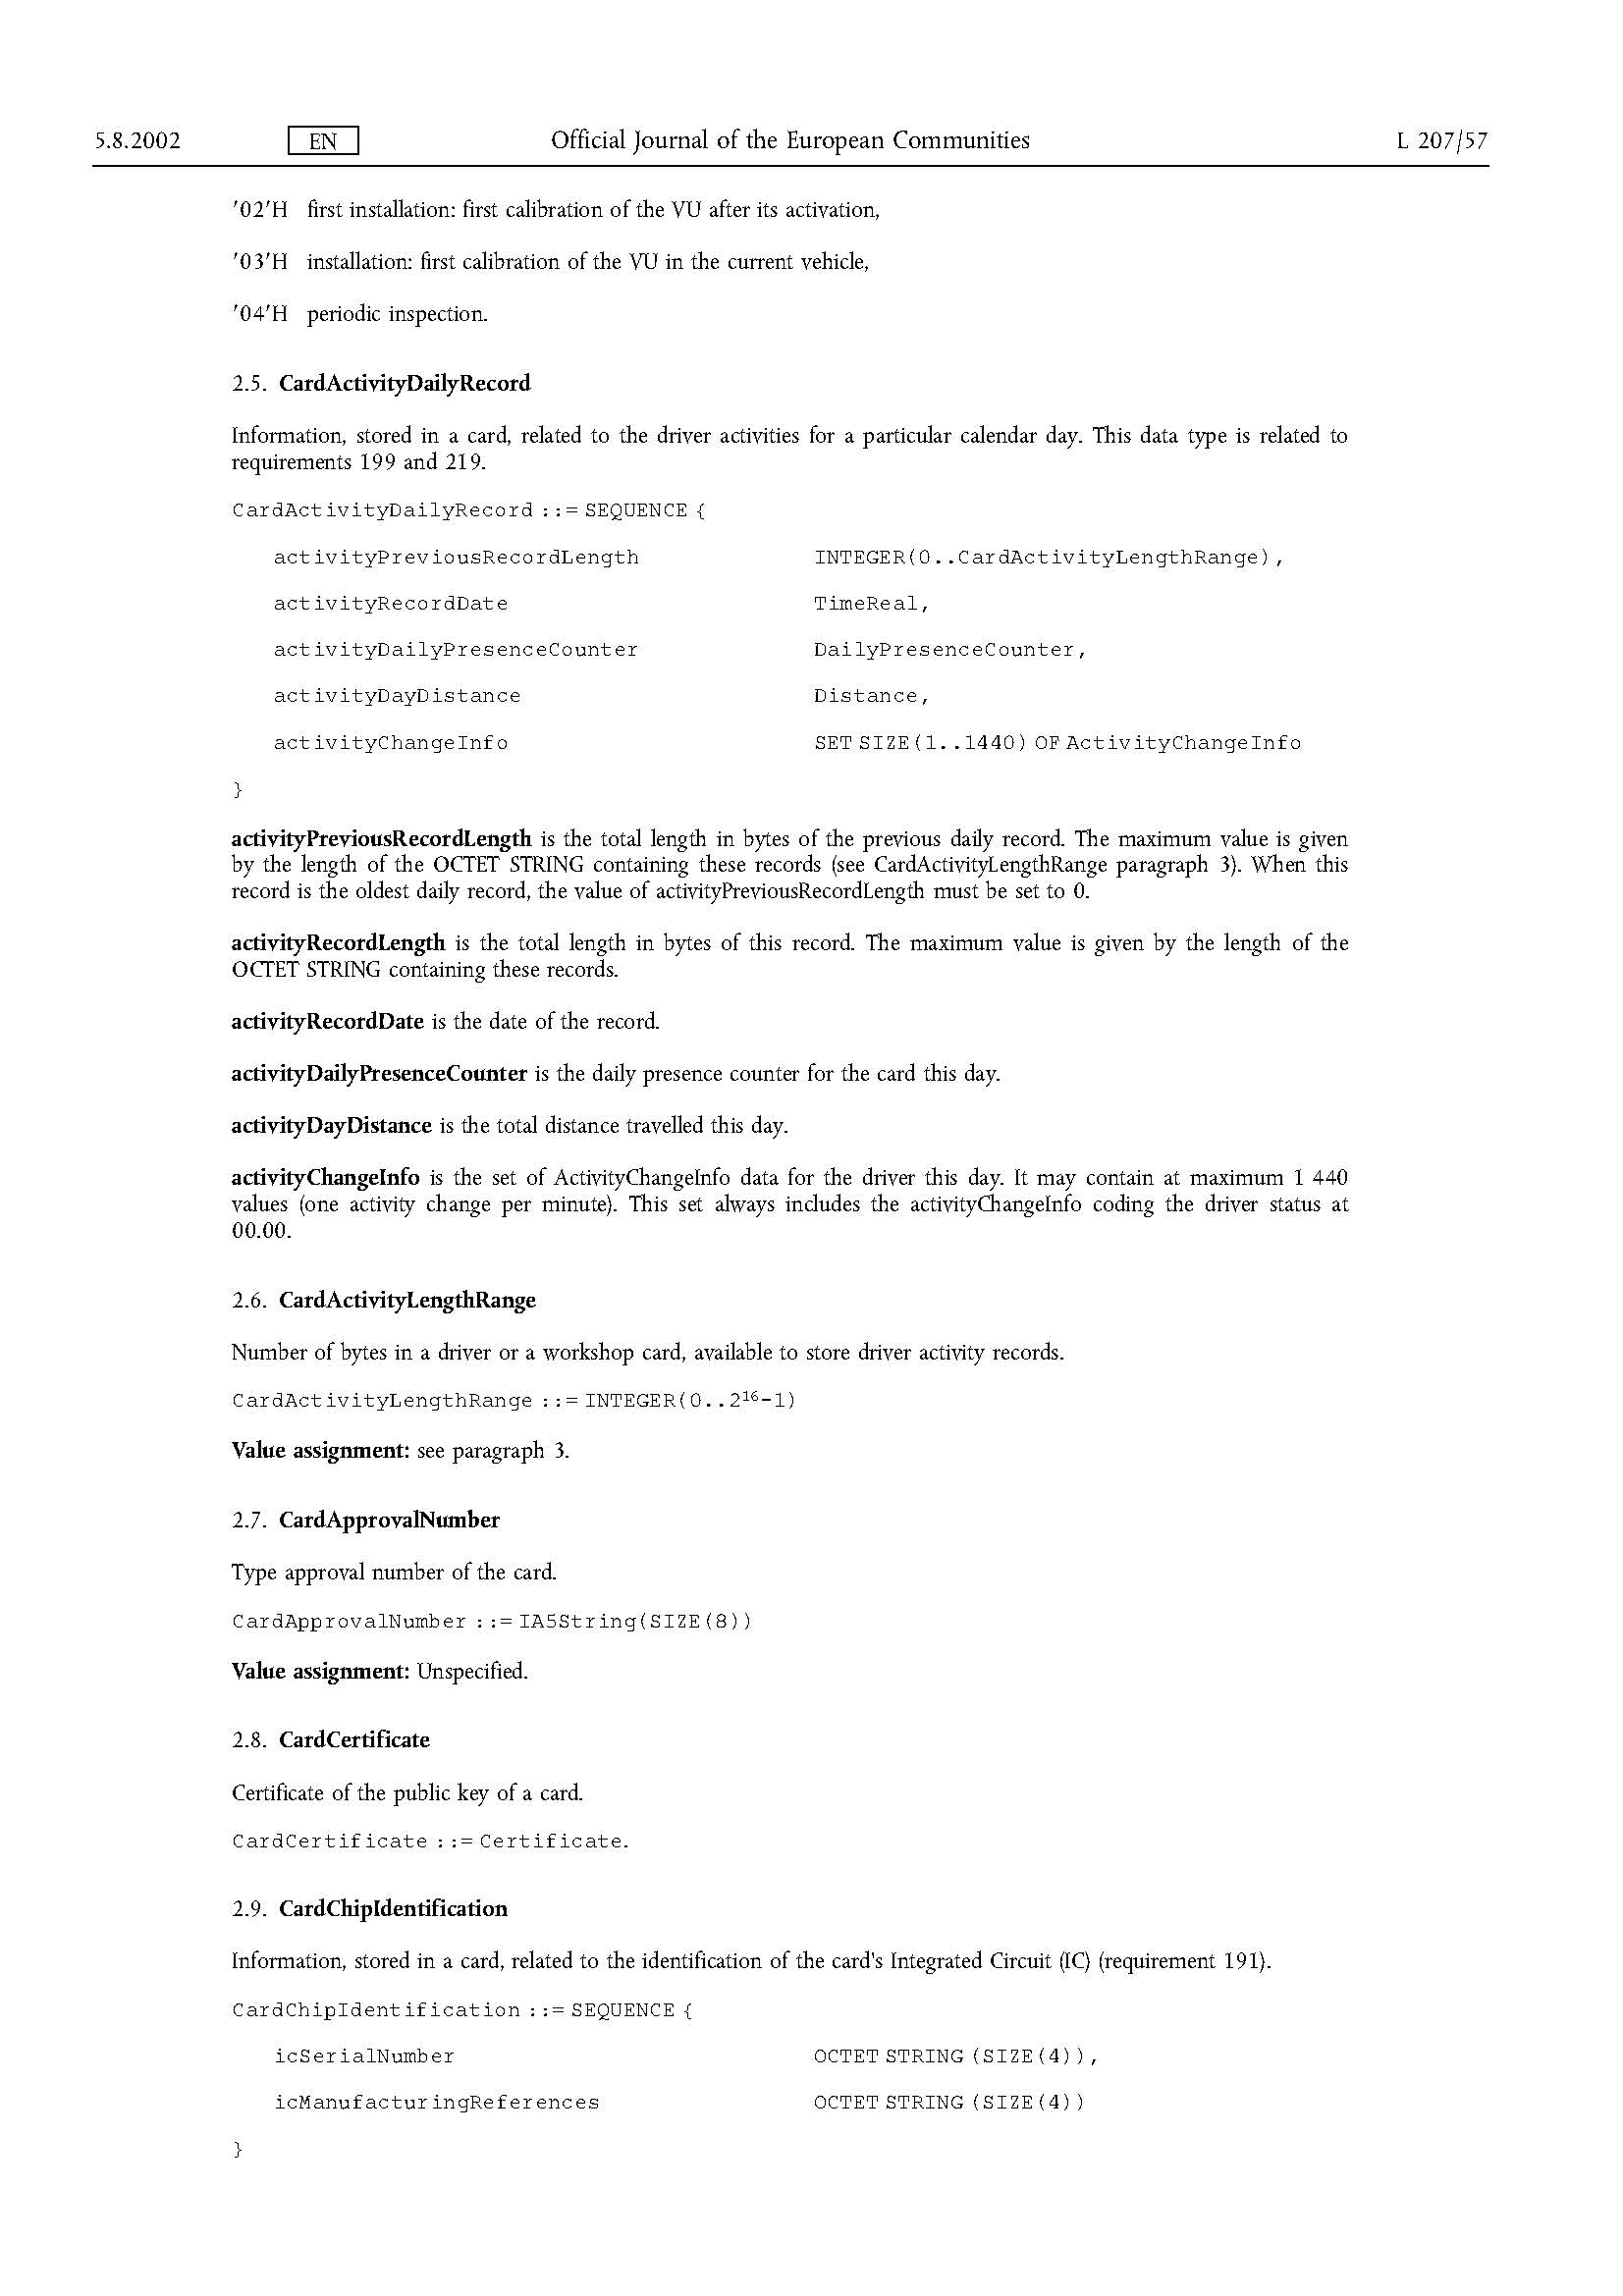 5.8.2002 EN Official Journal of the European Communities L 207/57
'02'H first installation: first calibration of the VU after its activation,
'03'H installation: first calibration of the VU in the current vehicle,
'04'H periodic inspection.
2.5. CardActivityDailyRecord
Information, stored in a card, related to the driver activities for a particular calendar day. This data type is related to
requirements 199 and 219.
CardActivityDailyRecord ::= SEQUENCE {
activityPreviousRecordLength INTEGER(0..CardActivityLengthRange),
activityRecordDate TimeReal,
activityDailyPresenceCounter DailyPresenceCounter,
activityDayDistance Distance,
activityChangeInfo SET SIZE(1..1440) OF ActivityChangeInfo
}
activityPreviousRecordLength is the total length in bytes of the previous daily record. The maximum value is given
by the length of the OCTET STRING containing these records (see CardActivityLengthRange paragraph 3). When this
record is the oldest daily record, the value of activityPreviousRecordLength must be set to 0.
activityRecordLength is the total length in bytes of this record. The maximum value is given by the length of the
OCTET STRING containing these records.
activityRecordDate is the date of the record.
activityDailyPresenceCounter is the daily presence counter for the card this day.
activityDayDistance is the total distance travelled this day.
activityChangeInfo is the set of ActivityChangeInfo data for the driver this day. It may contain at maximum 1 440
values (one activity change per minute). This set always includes the activityChangeInfo coding the driver status at
00.00.
2.6. CardActivityLengthRange
Number of bytes in a driver or a workshop card, available to store driver activity records.
CardActivityLengthRange ::= INTEGER(0..2¹⁶-1)
Value assignment: see paragraph 3.
2.7. CardApprovalNumber
Type approval number of the card.
CardApprovalNumber ::= IA5String(SIZE(8))
Value assignment: Unspecified.
2.8. CardCertificate
Certificate of the public key of a card.
CardCertificate ::= Certificate.
2.9. CardChipIdentification
Information, stored in a card, related to the identification of the card's Integrated Circuit (IC) (requirement 191).
CardChipIdentification ::= SEQUENCE {
icSerialNumber OCTET STRING (SIZE(4)),
icManufacturingReferences OCTET STRING (SIZE(4))
}